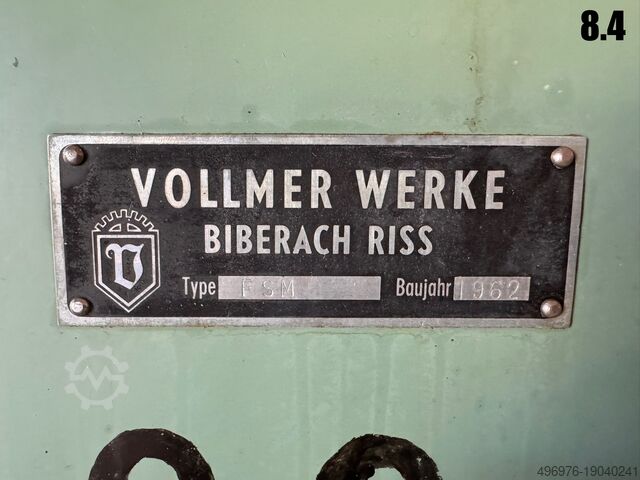 8.4
VOLLMER WERKE
BIBERACH RISS
Type FSM Baujahr 1962
496976-19040241